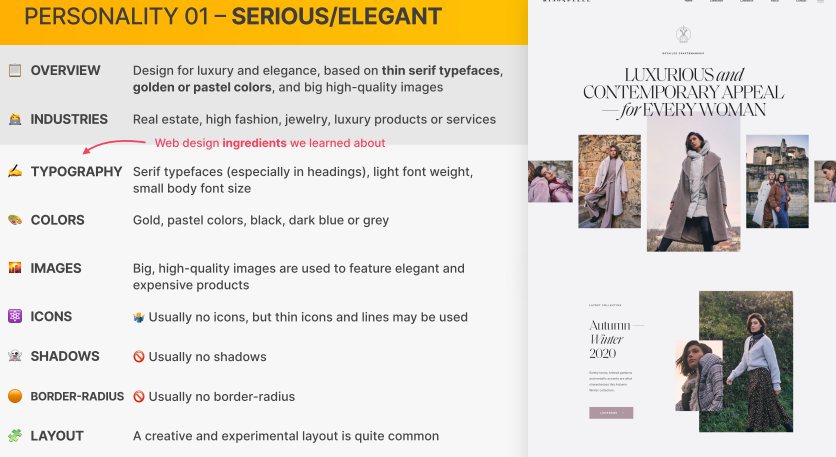 PERSONALITY 01 – SERIOUS/ELEGANT
OVERVIEW
Design for luxury and elegance, based on thin serif typefaces,
golden or pastel colors, and big high-quality images
INDUSTRIES
Real estate, high fashion, jewelry, luxury products or services
Web design ingredients we learned about
TYPOGRAPHY
Serif typefaces (especially in headings), light font weight,
small body font size
COLORS
Gold, pastel colors, black, dark blue or grey
IMAGES
Big, high-quality images are used to feature elegant and
expensive products
ICONS
Usually no icons, but thin icons and lines may be used
SHADOWS
Usually no shadows
BORDER-RADIUS
Usually no border-radius
LAYOUT
A creative and experimental layout is quite common
LUXURIOUS and
CONTEMPORARY APPEAL
— for EVERY WOMAN
LATEST COLLECTION
Autumn —
Winter
2020